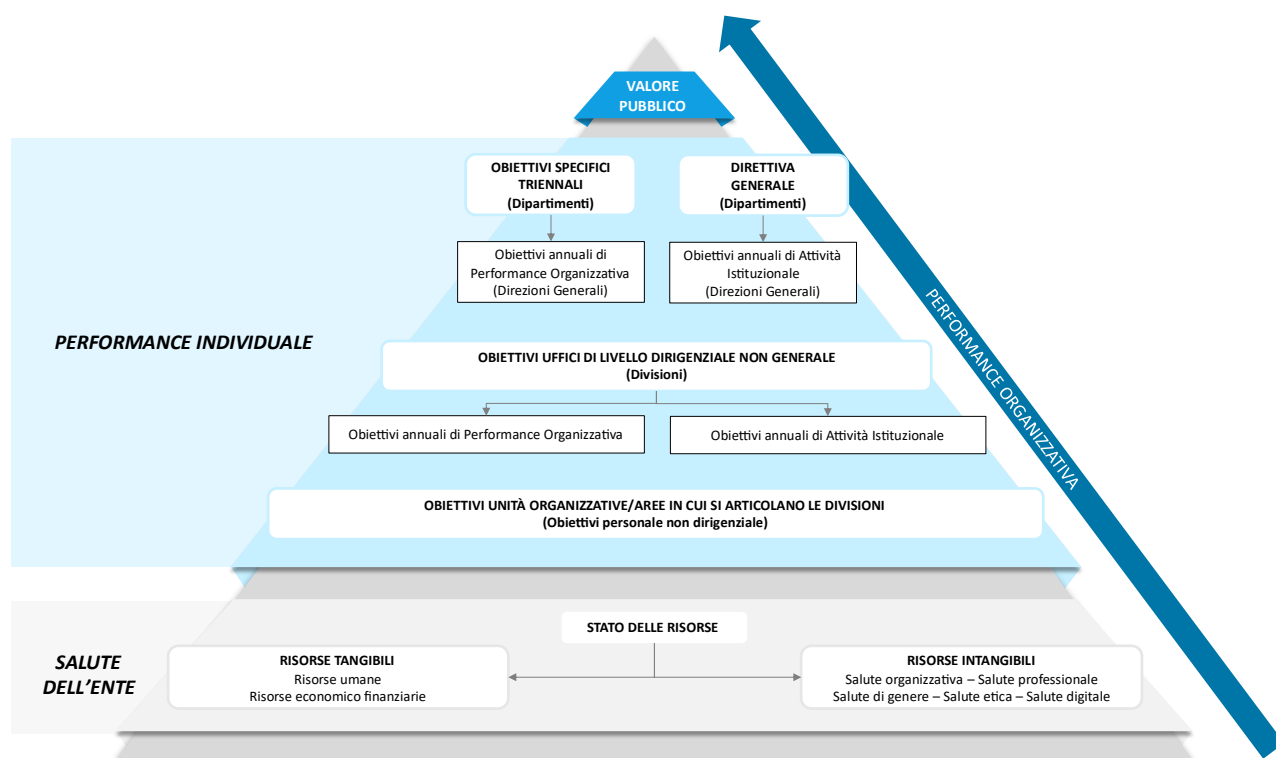 VALORE
PUBBLICO
OBIETTIVI SPECIFICI
TRIENNALI
(Dipartimenti)
DIRETTIVA
GENERALE
(Dipartimenti)
Obiettivi annuali di
Performance Organizzativa
(Direzioni Generali)
Obiettivi annuali di Attività
Istituzionale
(Direzioni Generali)
PERFORMANCE INDIVIDUALE
PERFORMANCE ORGANIZZATIVA
OBIETTIVI UFFICI DI LIVELLO DIRIGENZIALE NON GENERALE
(Divisioni)
Obiettivi annuali di Performance Organizzativa
Obiettivi annuali di Attività Istituzionale
OBIETTIVI UNITÀ ORGANIZZATIVE/AREE IN CUI SI ARTICOLANO LE DIVISIONI
(Obiettivi personale non dirigenziale)
STATO DELLE RISORSE
SALUTE
DELL'ENTE
RISORSE TANGIBILI
Risorse umane
Risorse economico finanziarie
RISORSE INTANGIBILI
Salute organizzativa – Salute professionale
Salute di genere – Salute etica – Salute digitale